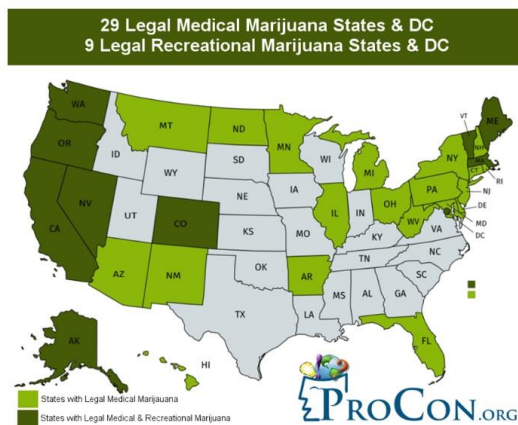 29 Legal Medical Marijuana States & DC
9 Legal Recreational Marijuana States & DC
WA
MT
ND
MN
VT
ME
OR
ID
WY
SD
WI
MI
NY
NH
MA
CT
RI
NV
UT
CO
NE
IA
IL
IN
OH
PA
NJ
DE
MD
DC
CA
KS
MO
KY
WV
VA
AZ
NM
OK
AR
TN
NC
SC
TX
LA
MS
AL
GA
FL
AK
HI
States with Legal Medical Marijauana
States with Legal Medical & Recreational Marijuana
PROCON.ORG